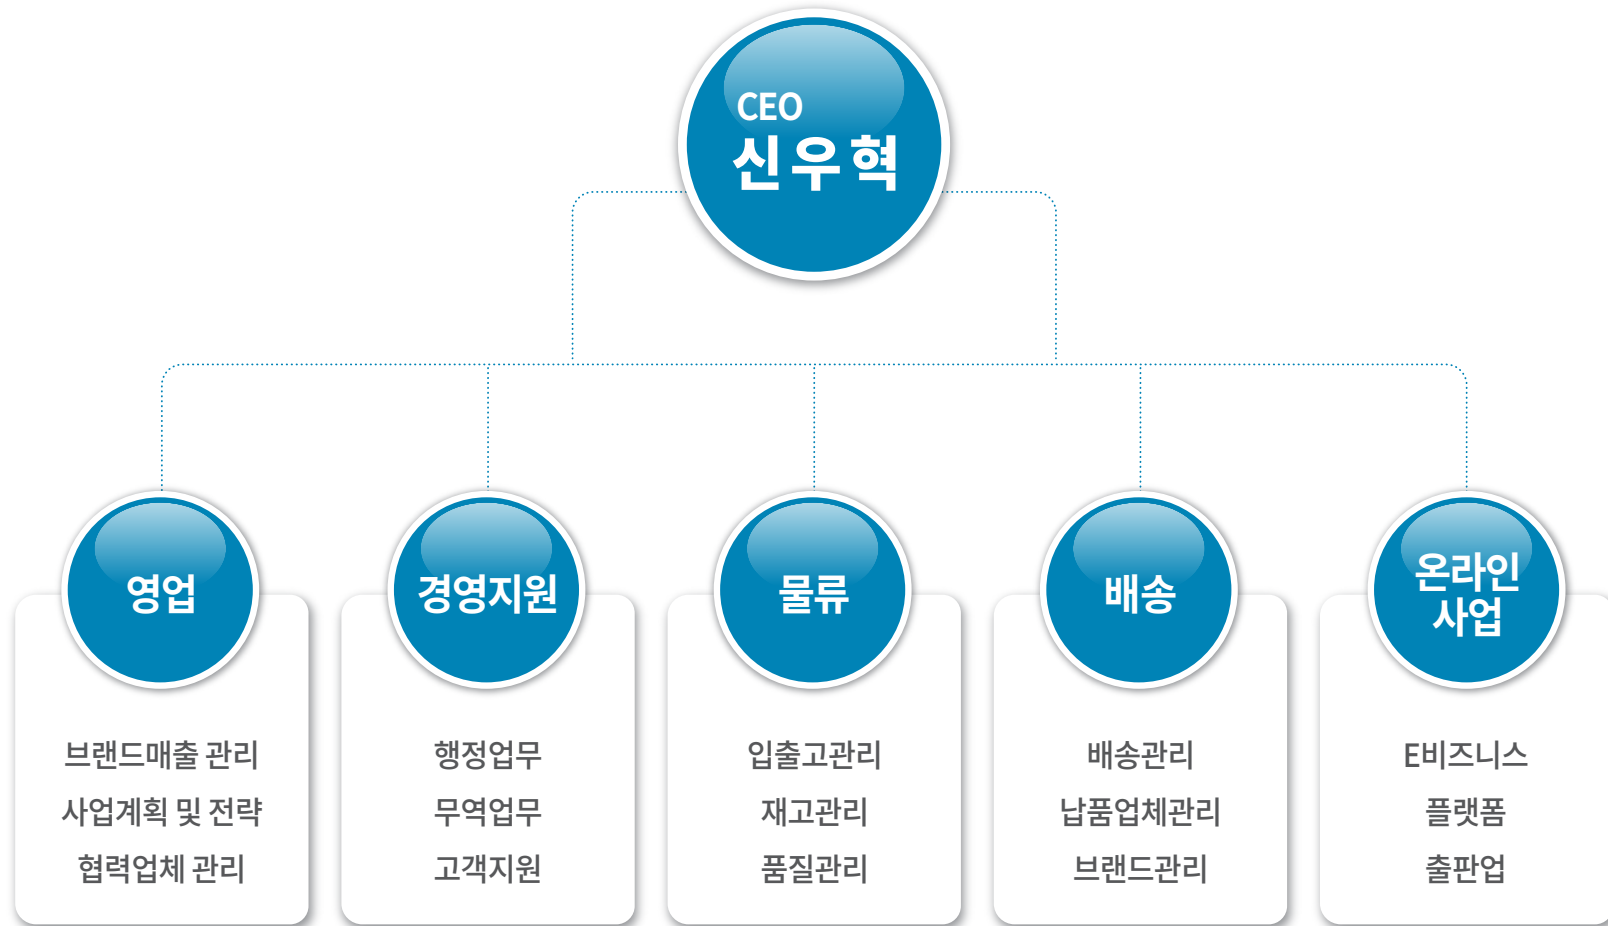 CEO
신우혁
영업
브랜드매출 관리
사업계획 및 전략
협력업체 관리
경영지원
행정업무
무역업무
고객지원
물류
입출고관리
재고관리
품질관리
배송
배송관리
납품업체관리
브랜드관리
온라인
사업
E비즈니스
플랫폼
출판업